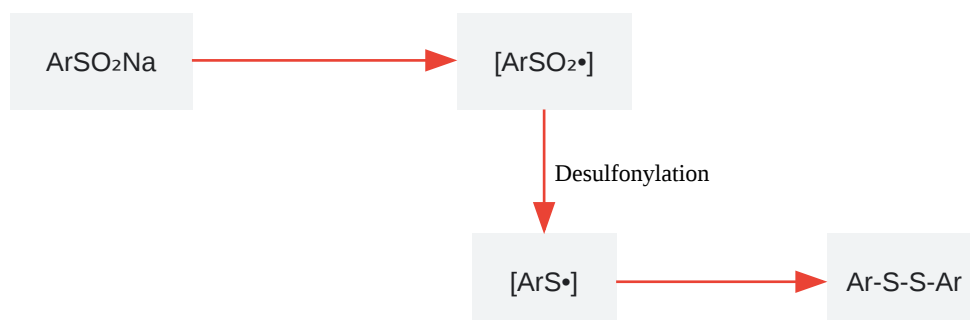 ArSO₂Na
[ArSO₂•]
Desulfonylation
[ArS•]
Ar-S-S-Ar